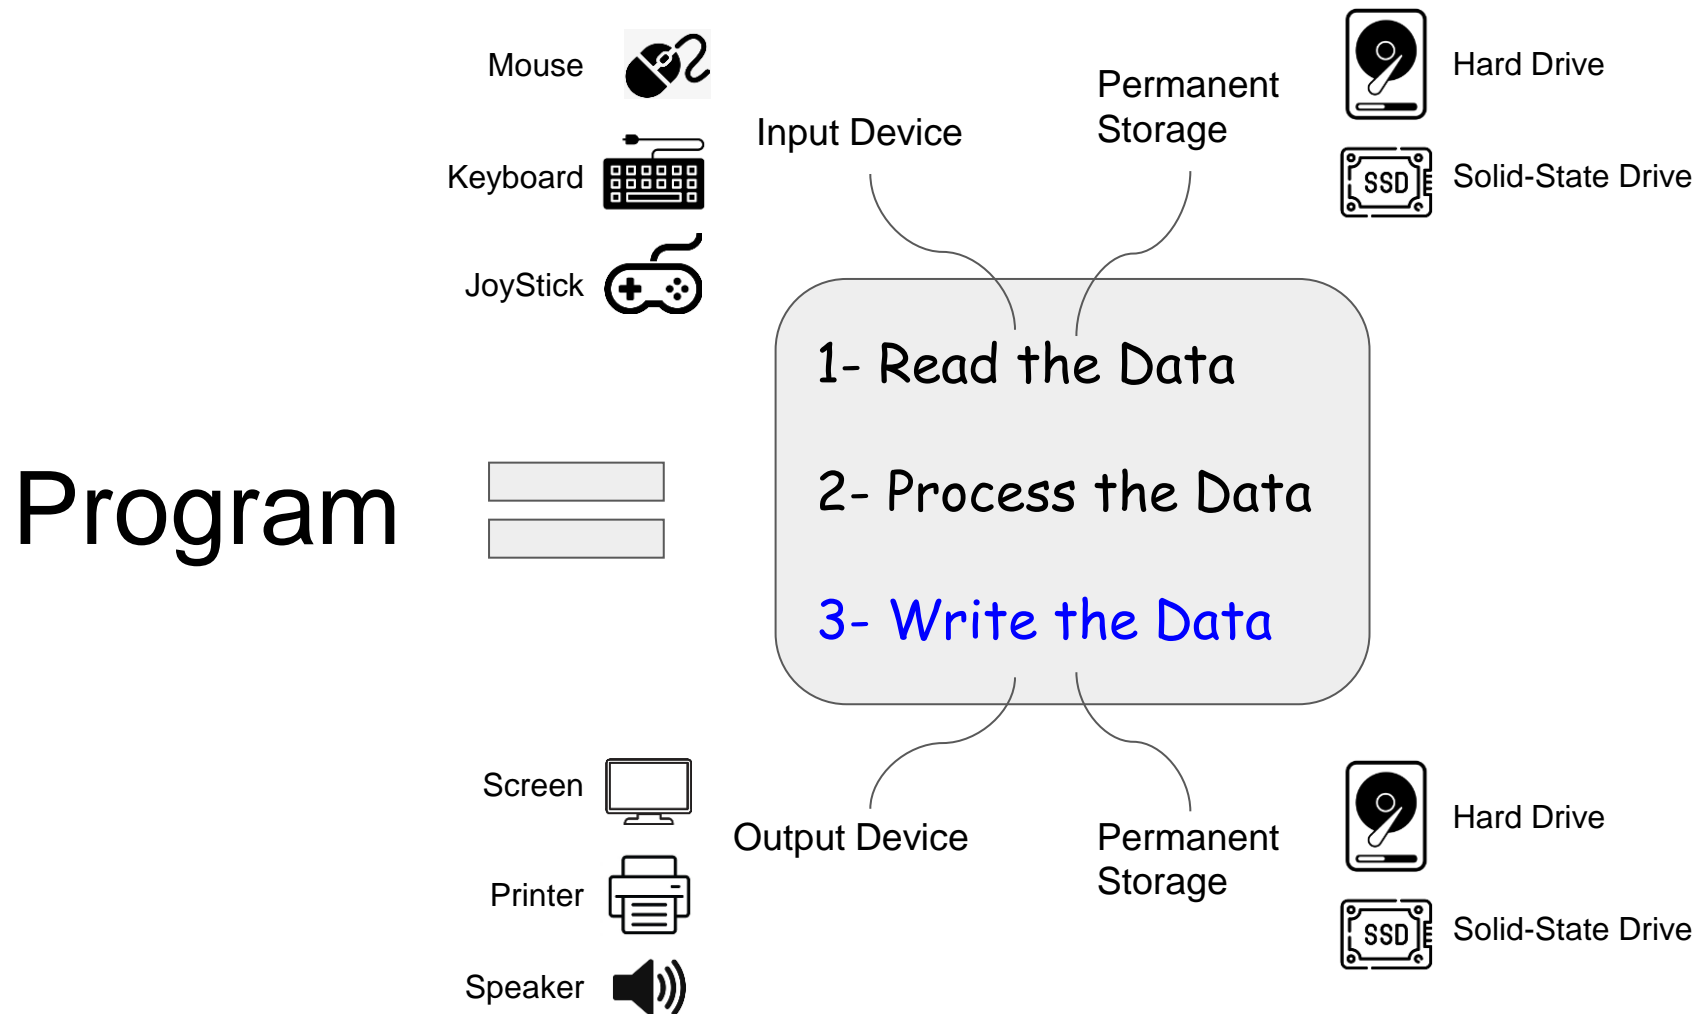 Mouse
Keyboard
JoyStick
Input Device
Permanent
Storage
Hard Drive
SSD
Solid-State Drive
Program
1- Read the Data
2- Process the Data
3- Write the Data
Screen
Printer
Speaker
Output Device
Permanent
Storage
Hard Drive
SSD
Solid-State Drive